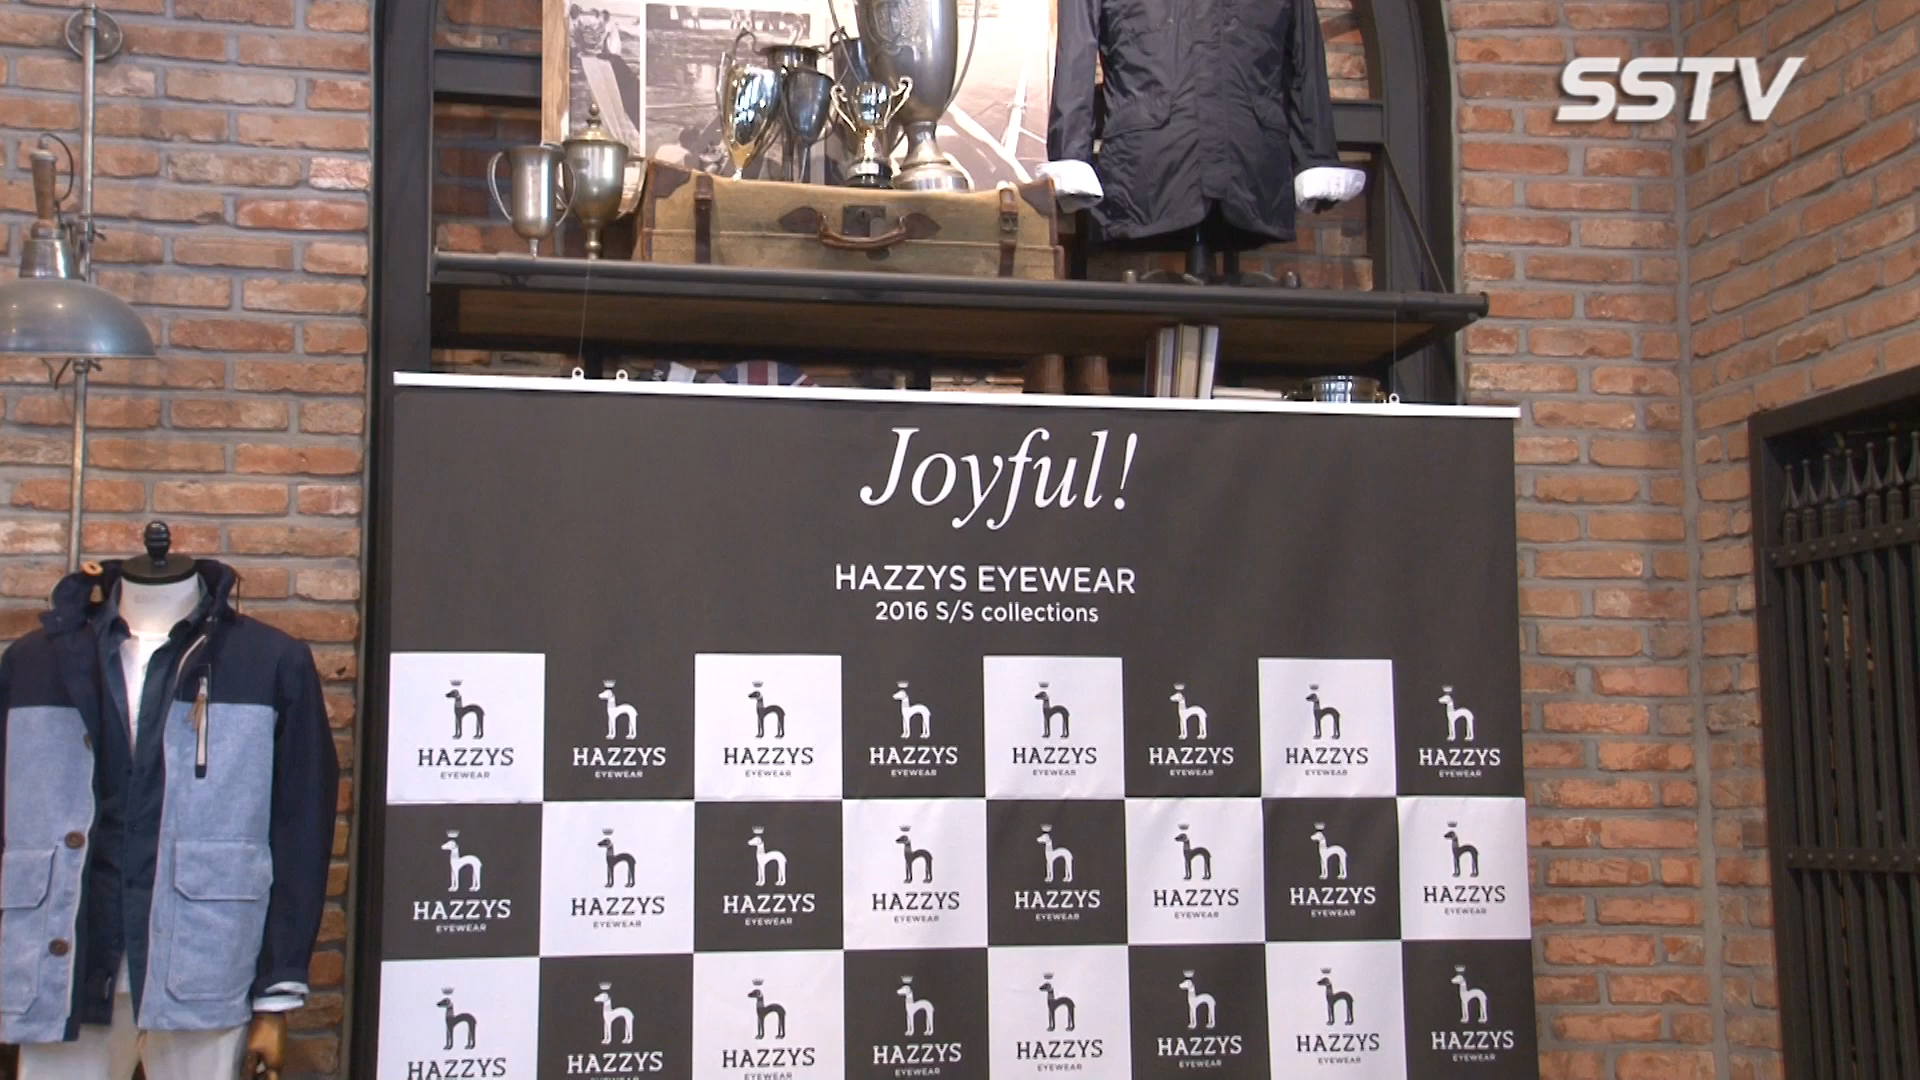 SSTV
Joyful!
HAZZYS EYEWEAR
2016 S/S collections
HAZZYS HAZZYS HAZZYS HAZZYS HAZZYS HAZZYS HAZZYS HAZZYS
EYEWEAR EYEWEAR EYEWEAR EYEWEAR EYEWEAR EYEWEAR EYEWEAR EYEWEAR
HAZZYS HAZZYS HAZZYS HAZZYS HAZZYS HAZZYS HAZZYS HAZZYS
EYEWEAR EYEWEAR EYEWEAR EYEWEAR EYEWEAR EYEWEAR EYEWEAR EYEWEAR
HAZZYS HAZZYS HAZZYS HAZZYS HAZZYS HAZZYS HAZZYS HAZZYS
EYEWEAR EYEWEAR EYEWEAR EYEWEAR EYEWEAR EYEWEAR